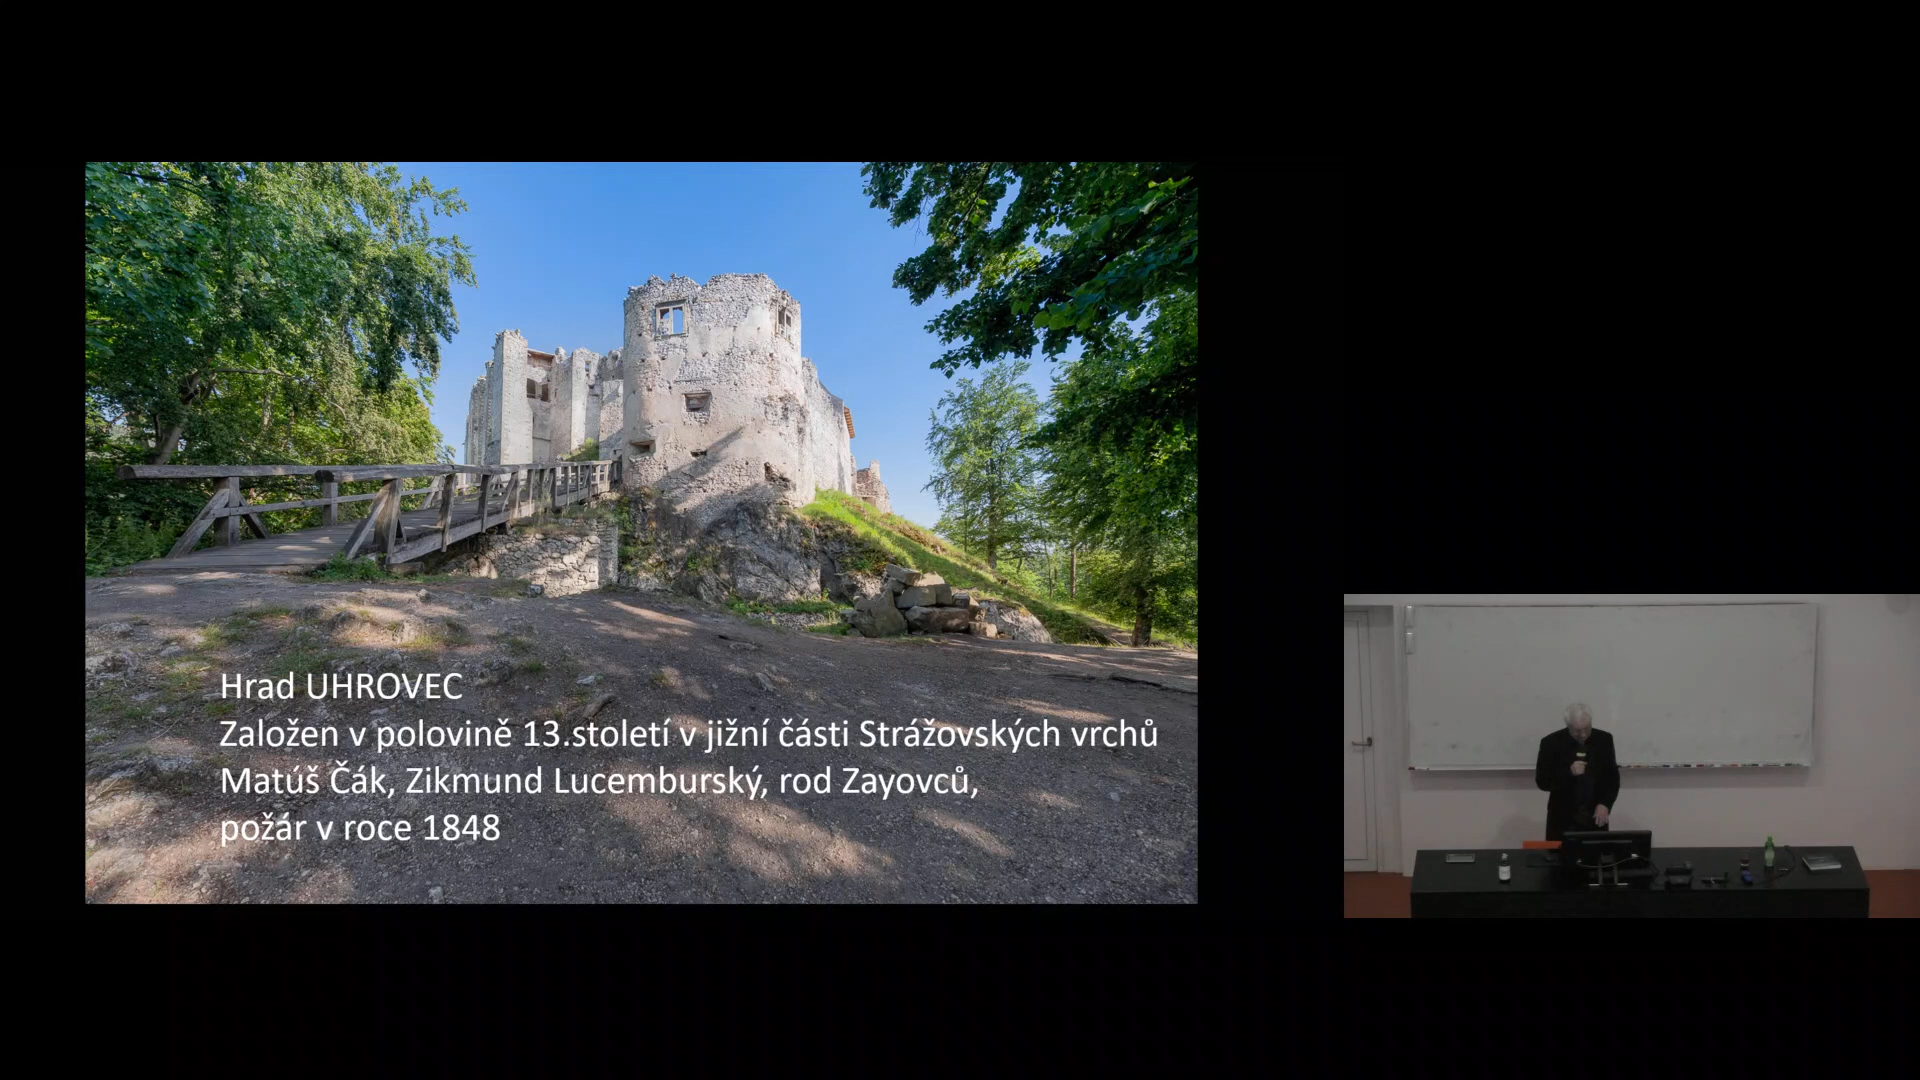 Hrad UHROVEC
Založen v polovině 13.století v jižní části Strážovských vrchů
Matúš Čák, Zikmund Lucemburský, rod Zayovců,
požár v roce 1848